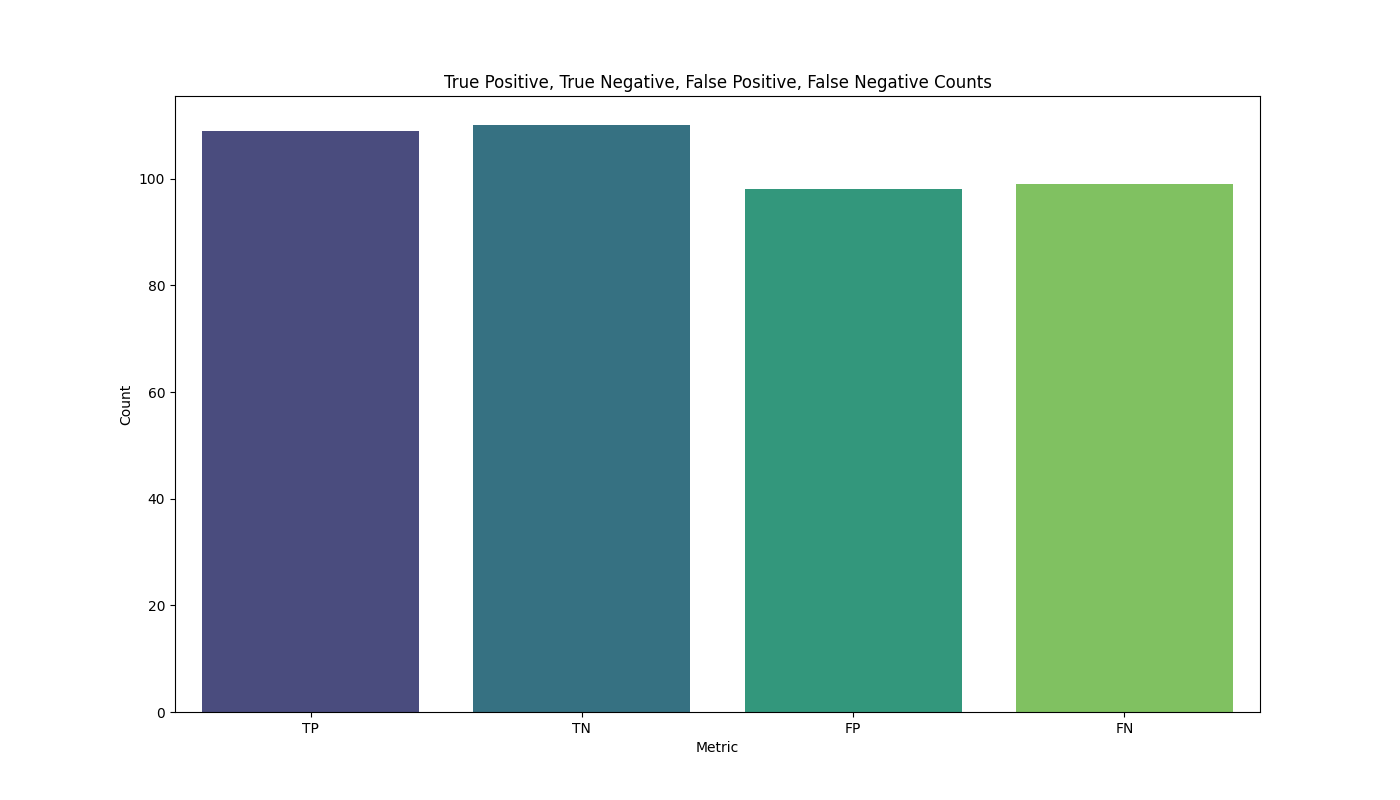 True Positive, True Negative, False Positive, False Negative Counts
100
80
60
40
20
0
Count
TP TN FP FN
Metric